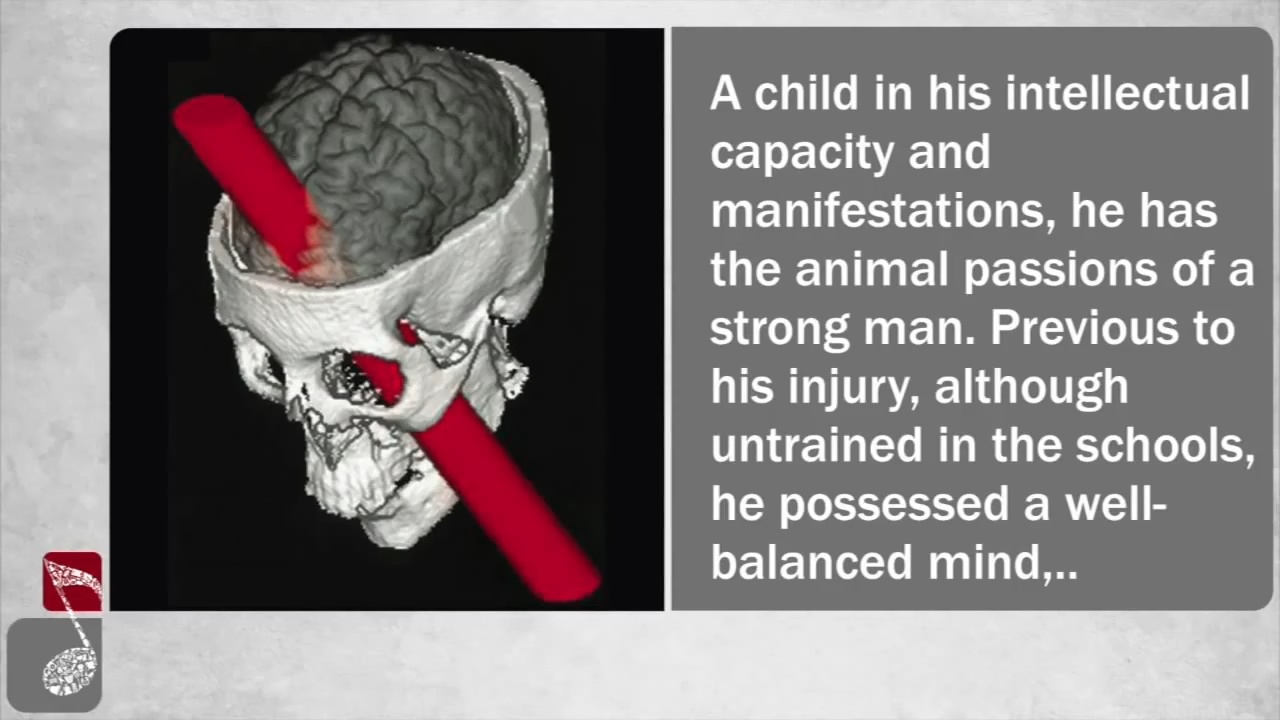 A child in his intellectual
capacity and
manifestations, he has
the animal passions of a
strong man. Previous to
his injury, although
untrained in the schools,
he possessed a well-
balanced mind,..